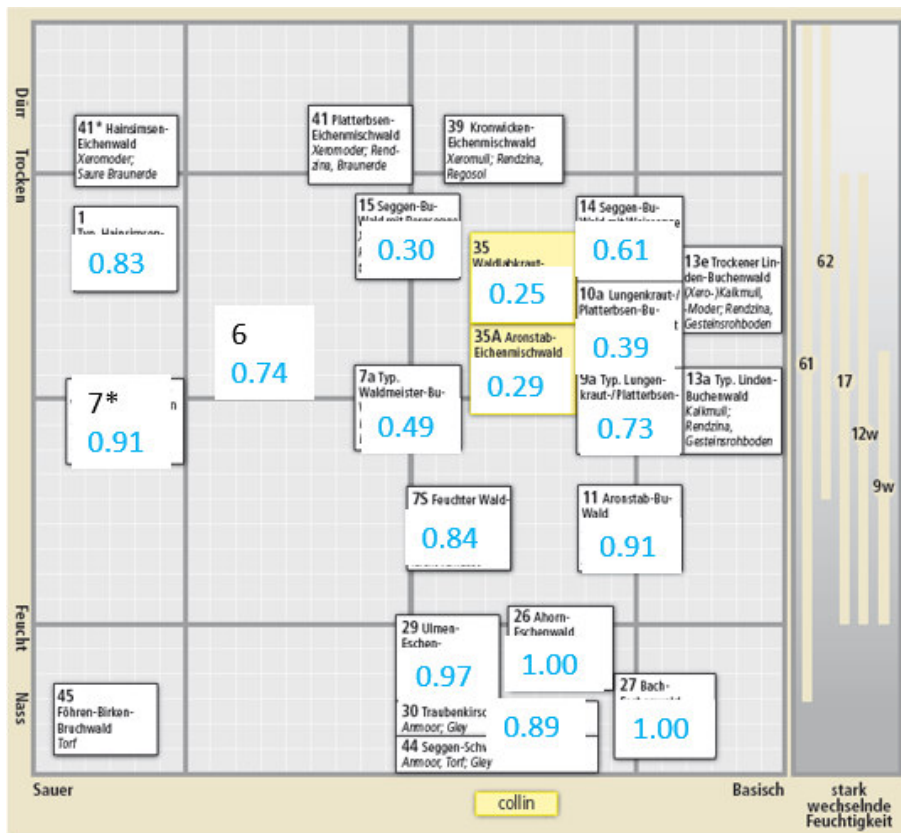 Dürr
Trocken
Feucht
Nass
41* Hainsimsen-
Eichenwald
Xeromoder;
Saure Braunerde
41 Platterbsen-
Eichenmischwald
Xeromoder; Rend-
zina, Braunerde
39 Kronwicken-
Eichenmischwald
Xeromull; Rendzina,
Regosol
1
Typ. Hainsimsen-
0.83
15 Seggen-Bu-
0.30
35
Waldlabkraut-
0.25
14 Seggen-Bu-
0.61
13e Trockener Lin-
den-Buchenwald
(Xero-)Kalkmull,
-Moder; Rendzina,
Gesteinsrohboden
6
0.74
35A Aronstab-
Eichenmischwald
0.29
10a Lungenkraut-/
Platterbsen-Bu-
0.39
7*
0.91
7a Typ.
Waldmeister-Bu-
0.49
9a Typ. Lungen-
kraut-/Platterbsen-
0.73
13a Typ. Linden-
Buchenwald
Kalkmull;
Rendzina,
Gesteinsrohboden
7S Feuchter Wald-
0.84
11 Aronstab-Bu-
Wald
0.91
29 Ulmen-
Eschen-
0.97
26 Ahorn-
Eschenwald
1.00
27 Bach-
1.00
45
Föhren-Birken-
Bruchwald
Torf
30 Traubenkirsc
Anmoor; Gley
0.89
44 Seggen-Schw
Anmoor, Torf; Gley
62
61
17
12w
9w
Sauer
collin
Basisch
stark
wechselnde
Feuchtigkeit